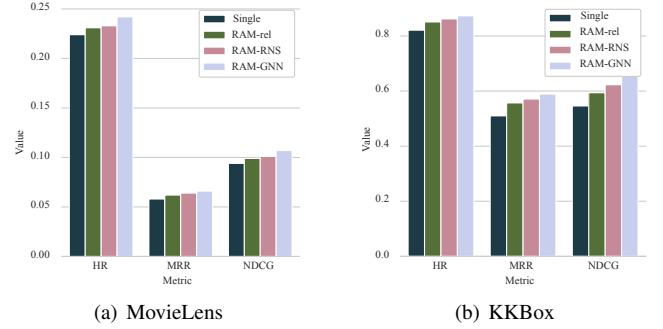 0.25
0.20
0.15
0.10
0.05
0.00
Value
Single
RAM-rel
RAM-RNS
RAM-GNN
HR
MRR
NDCG
Metric
(a) MovieLens
0.8
0.6
0.4
0.2
0.0
Value
Single
RAM-rel
RAM-RNS
RAM-GNN
HR
MRR
NDCG
Metric
(b) KKBox